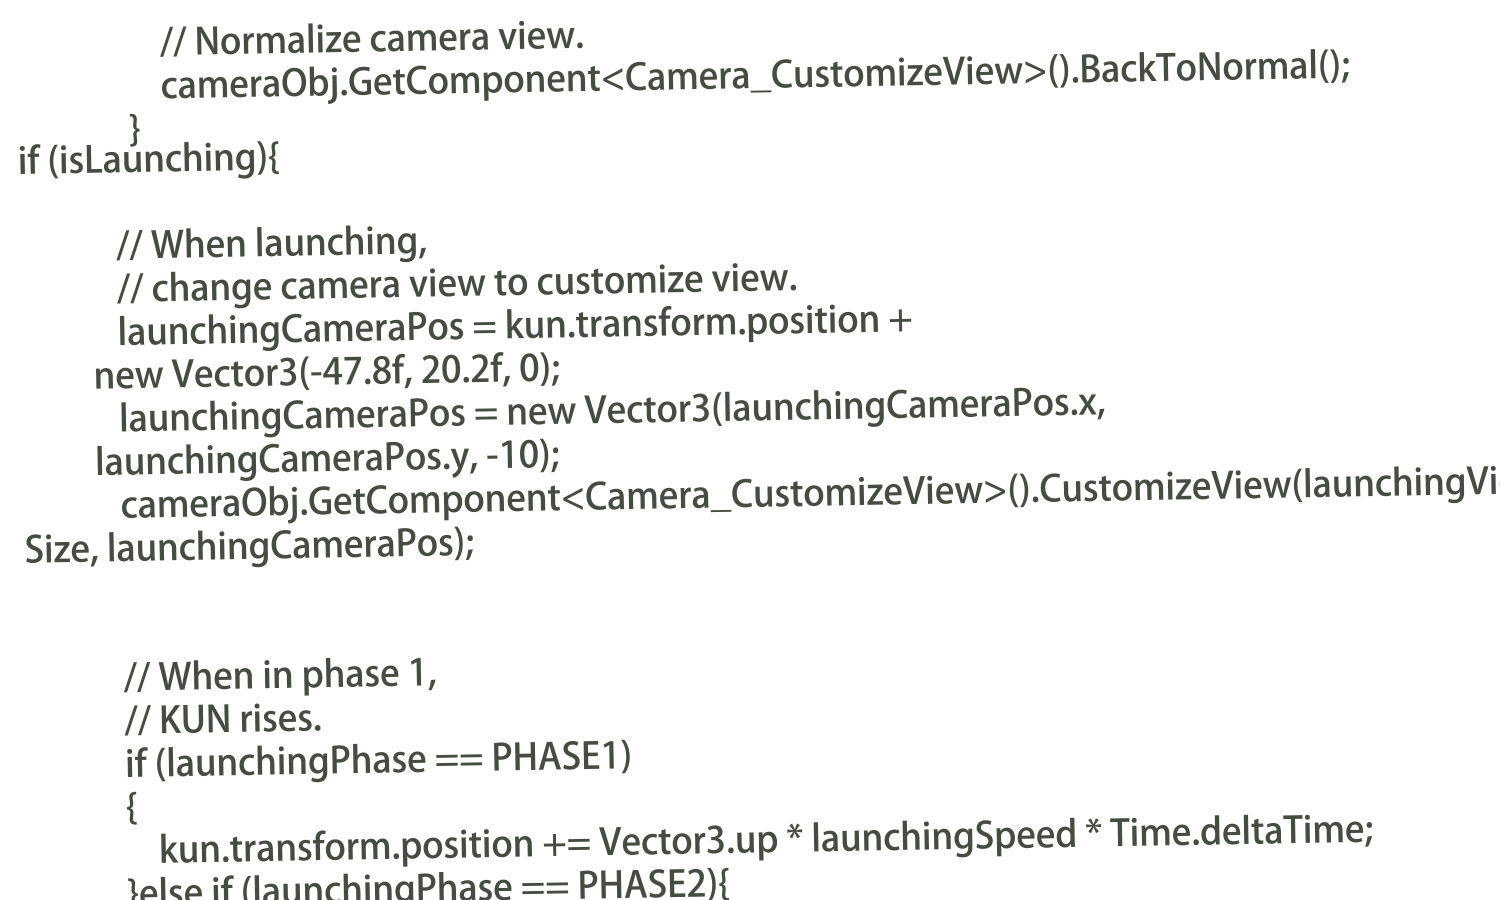 // Normalize camera view.
cameraObj.GetComponent<Camera_CustomizeView>().BackToNormal();
}
if (isLaunching){
// When launching,
// change camera view to customize view.
launchingCameraPos = kun.transform.position +
new Vector3(-47.8f, 20.2f, 0);
launchingCameraPos = new Vector3(launchingCameraPos.x,
launchingCameraPos.y, -10);
cameraObj.GetComponent<Camera_CustomizeView>().CustomizeView(launchingVi
Size, launchingCameraPos);
// When in phase 1,
// KUN rises.
if (launchingPhase == PHASE1)
{
kun.transform.position += Vector3.up * launchingSpeed * Time.deltaTime;
}else if (launchingPhase == PHASE2){